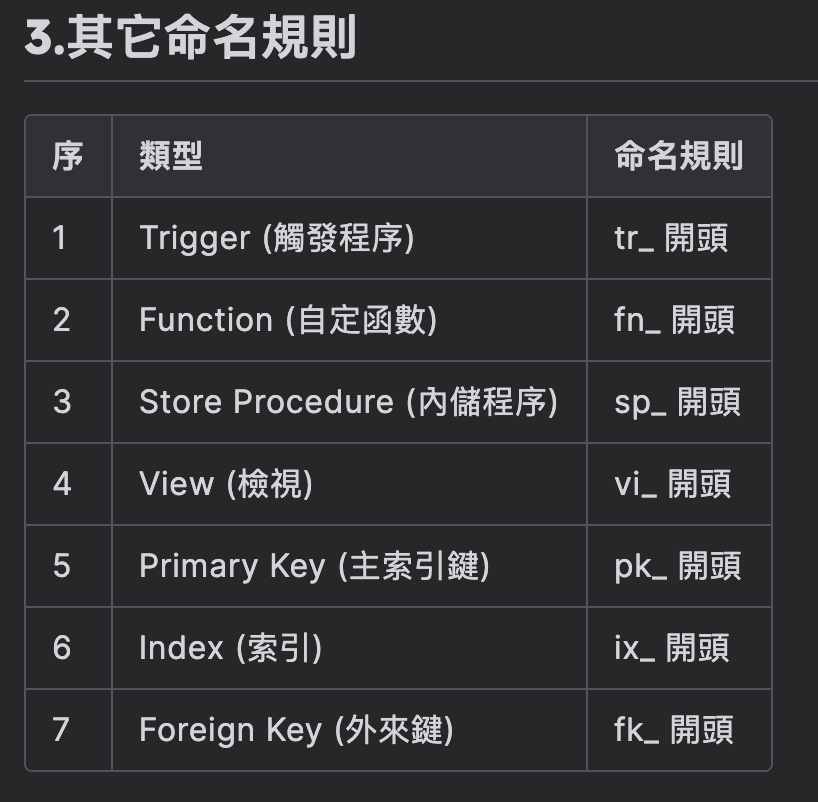 3.其它命名規則
序 類型 命名規則
1 Trigger (觸發程序) tr_ 開頭
2 Function (自定函數) fn_ 開頭
3 Store Procedure (內儲程序) sp_ 開頭
4 View (檢視) vi_ 開頭
5 Primary Key (主索引鍵) pk_ 開頭
6 Index (索引) ix_ 開頭
7 Foreign Key (外來鍵) fk_ 開頭